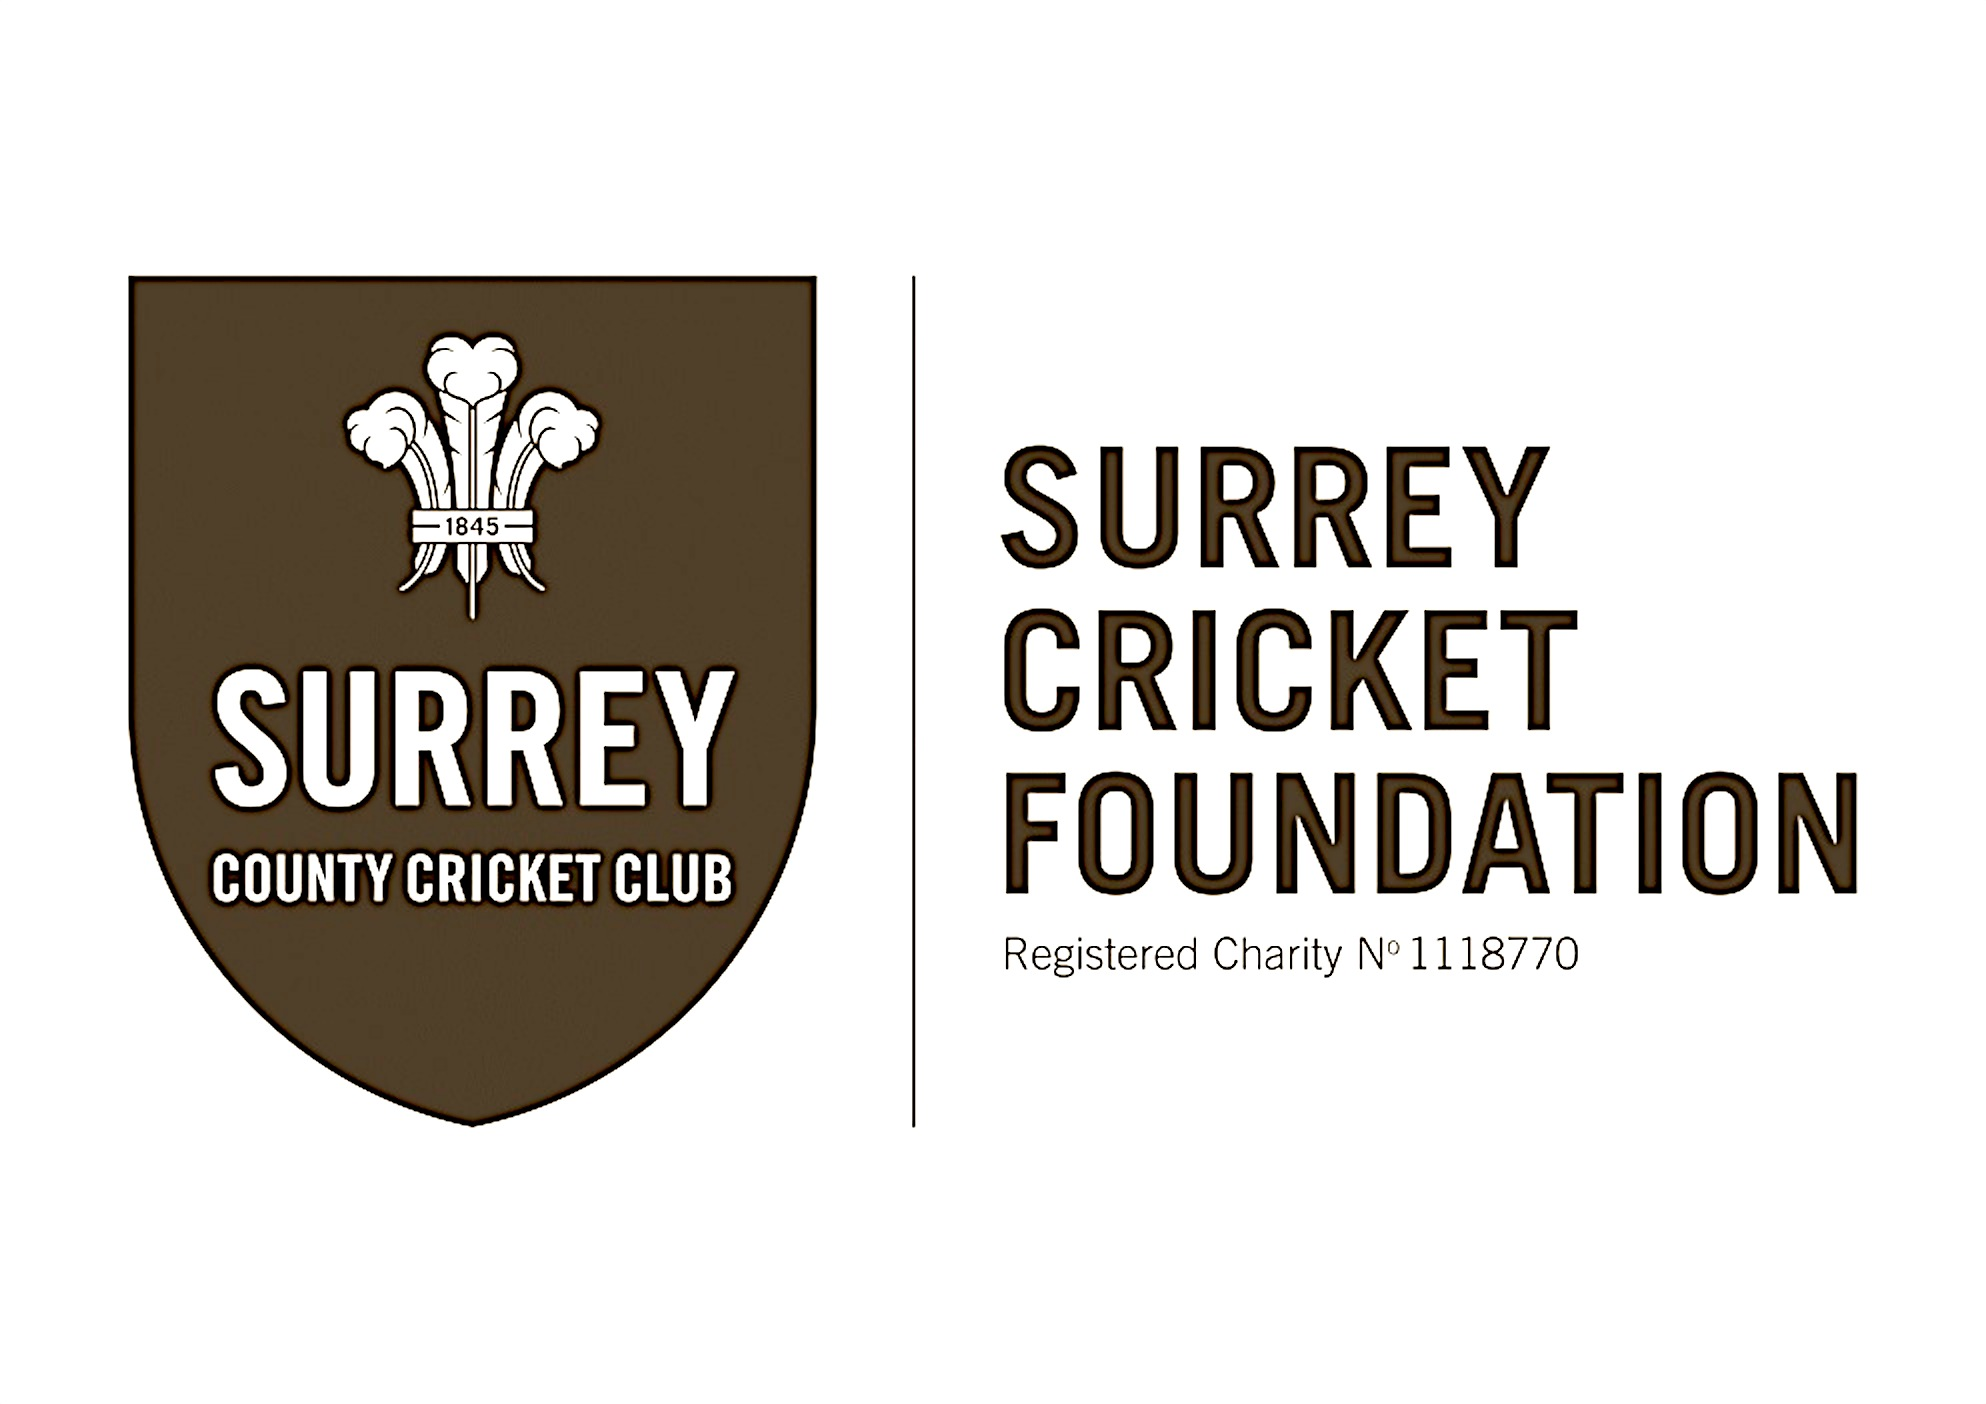 1845
SURREY
COUNTY CRICKET CLUB
SURREY
CRICKET
FOUNDATION
Registered Charity Nº 1118770